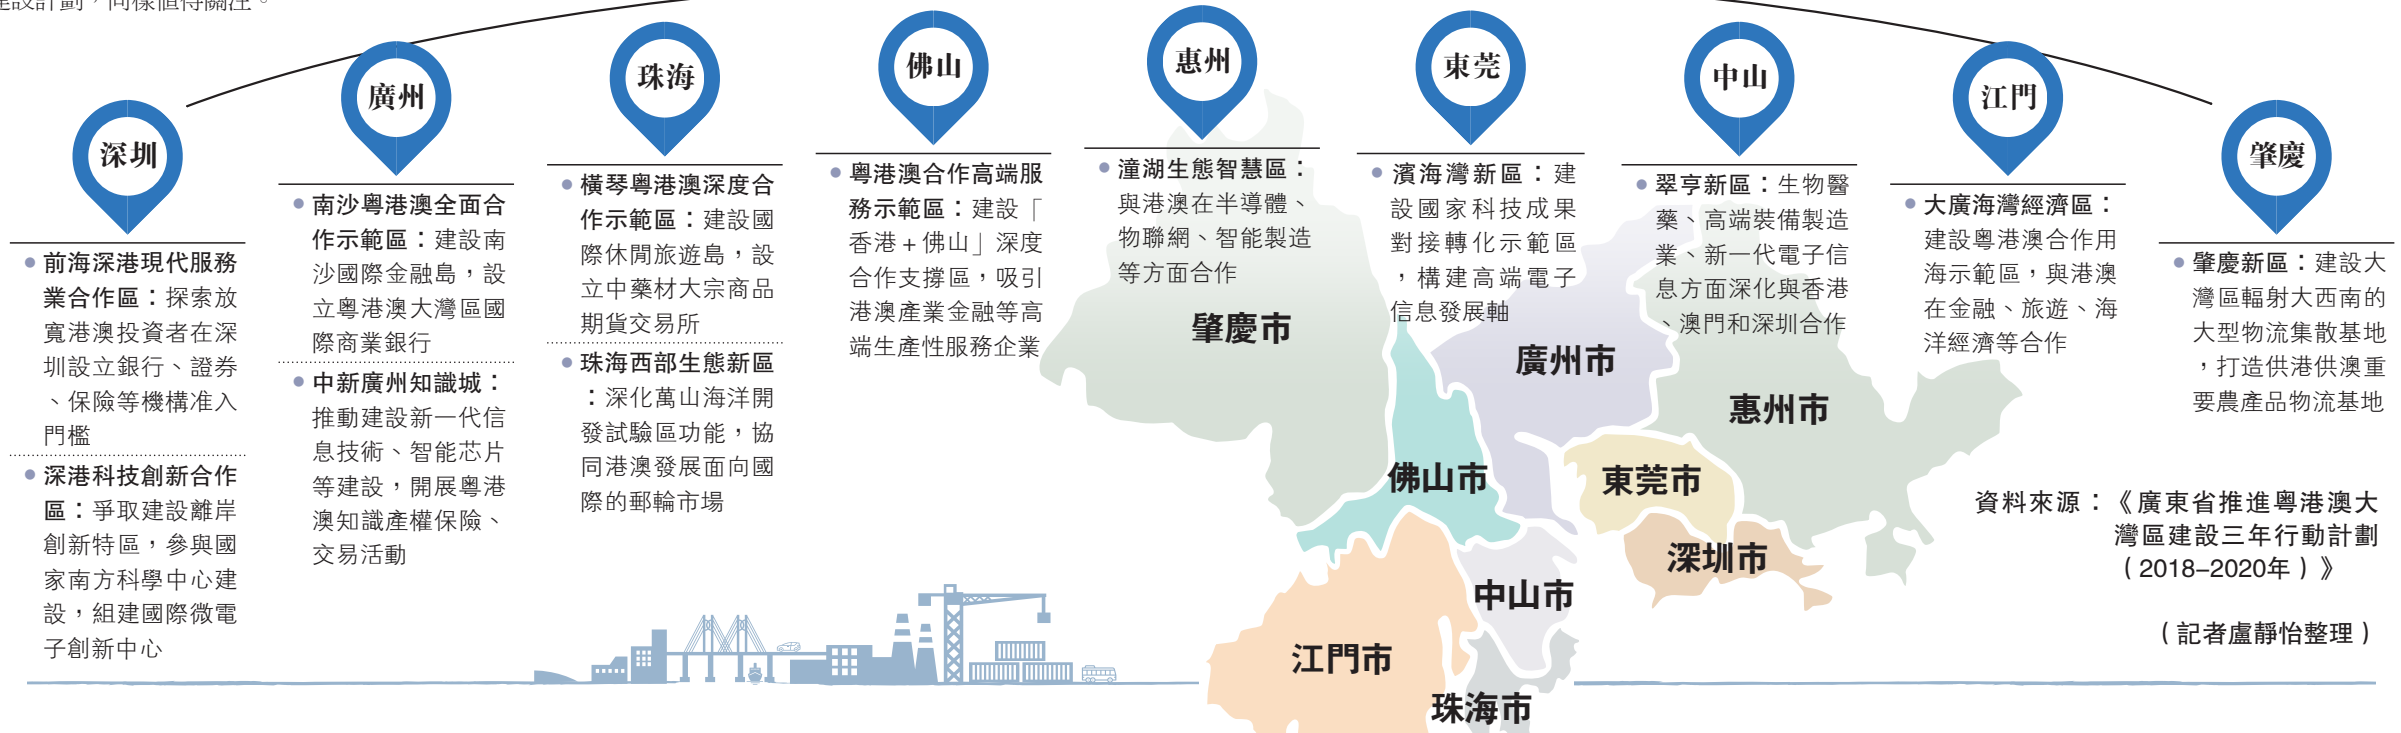 建設計劃，同樣值得關注。
深圳
前海深港現代服務
業合作區：探索放
寬港澳投資者在深
圳設立銀行、證券
、保險等機構准入
門檻
深港科技創新合作
區：爭取建設離岸
創新特區，參與國
家南方科學中心建
設，組建國際微電
子創新中心
廣州
南沙粵港澳全面合
作示範區：建設南
沙國際金融島，設
立粵港澳大灣區國
際商業銀行
中新廣州知識城：
推動建設新一代信
息技術、智能芯片
等建設，開展粵港
澳知識產權保險、
交易活動
珠海
橫琴粵港澳深度合
作示範區：建設國
際休閒旅遊島，設
立中藥材大宗商品
期貨交易所
珠海西部生態新區
：深化萬山海洋開
發試驗區功能，協
同港澳發展面向國
際的郵輪市場
佛山
粵港澳合作高端服
務示範區：建設「
香港+佛山」深度
合作支撐區，吸引
港澳產業金融等高
端生產性服務企業
惠州
潼湖生態智慧區：
與港澳在半導體、
物聯網、智能製造
等方面合作
東莞
濱海灣新區：建
設國家科技成果
對接轉化示範區
，構建高端電子
信息發展軸
中山
翠亨新區：生物醫
藥、高端裝備製造
業、新一代電子信
息方面深化與香港
、澳門和深圳合作
江門
大廣海灣經濟區：
建設粵港澳合作用
海示範區，與港澳
在金融、旅遊、海
洋經濟等合作
肇慶
肇慶新區：建設大
灣區輻射大西南的
大型物流集散基地
，打造供港供澳重
要農產品物流基地
肇慶市
廣州市
惠州市
佛山市
東莞市
深圳市
中山市
江門市
珠海市
資料來源：《廣東省推進粵港澳大
灣區建設三年行動計劃
（2018–2020年）》
（記者盧靜怡整理）